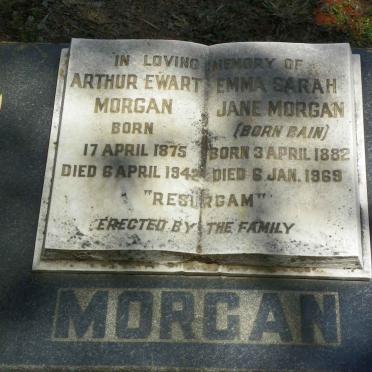 IN LOVING MEMORY OF
ARTHUR EWART
MORGAN
BORN
17 APRIL 1875
DIED 6 APRIL 1942
EMMA SARAH
JANE MORGAN
(BORN BAIN)
BORN 3 APRIL 1882
DIED 6 JAN. 1969
"RESURGAM"
ERECTED BY THE FAMILY
MORGAN